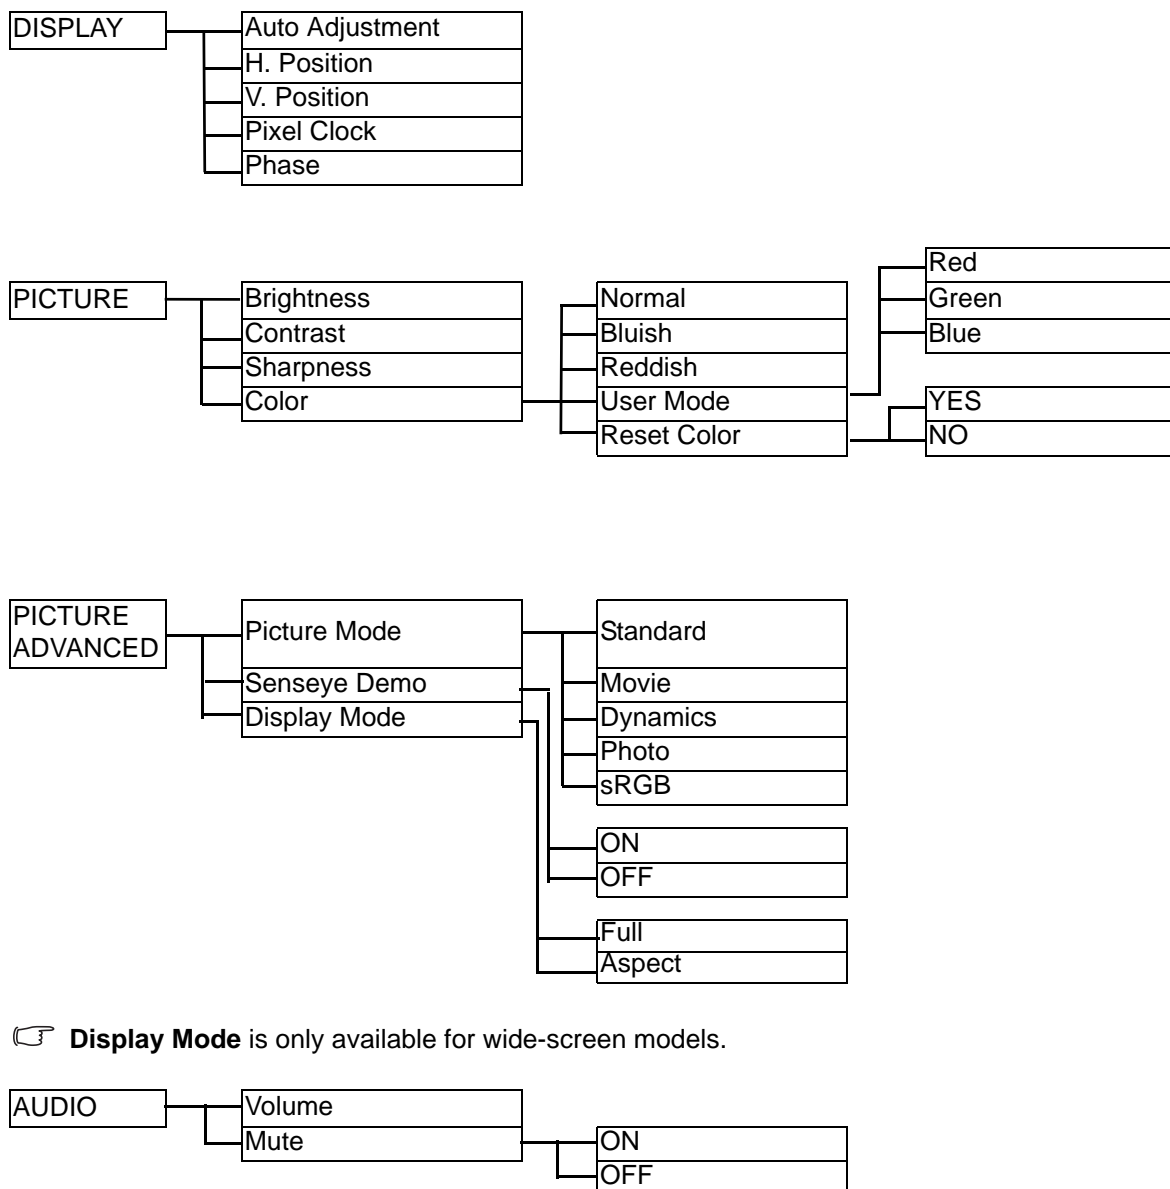 DISPLAY
Auto Adjustment
H. Position
V. Position
Pixel Clock
Phase
PICTURE
Brightness
Contrast
Sharpness
Color
Normal
Bluish
Reddish
User Mode
Reset Color
Red
Green
Blue
YES
NO
PICTURE
ADVANCED
Picture Mode
Senseye Demo
Display Mode
Standard
Movie
Dynamics
Photo
sRGB
ON
OFF
Full
Aspect
Display Mode is only available for wide-screen models.
AUDIO
Volume
Mute
ON
OFF